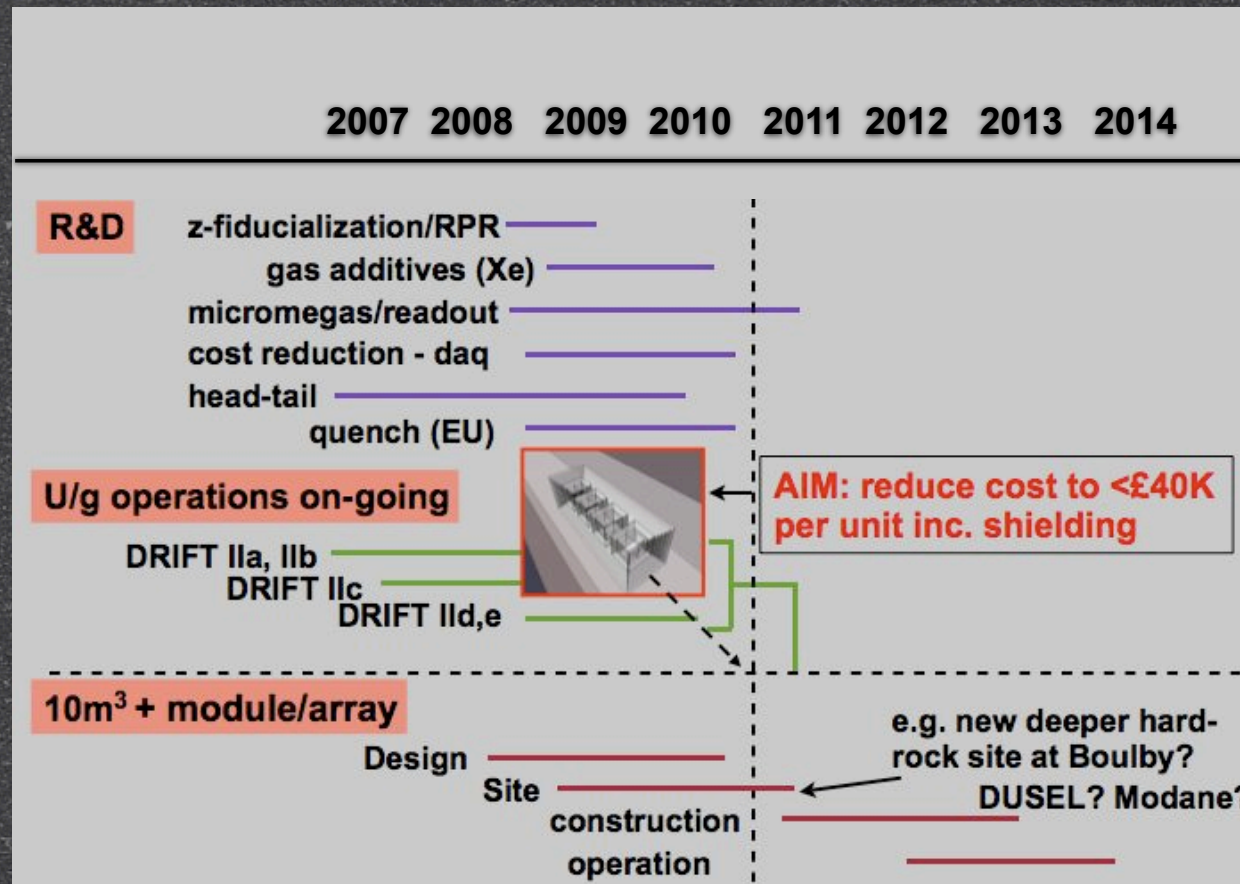 2007 2008 2009 2010 2011 2012 2013 2014
R&D
z-fiducialization/RPR
gas additives (Xe)
micromegas/readout
cost reduction - daq
head-tail
quench (EU)
U/g operations on-going
AIM: reduce cost to <£40K
per unit inc. shielding
DRIFT IIa, IIb
DRIFT IIc
DRIFT IId,e
10m³ + module/array
e.g. new deeper hard-
rock site at Boulby?
DUSEL? Modane?
Design
Site
construction
operation